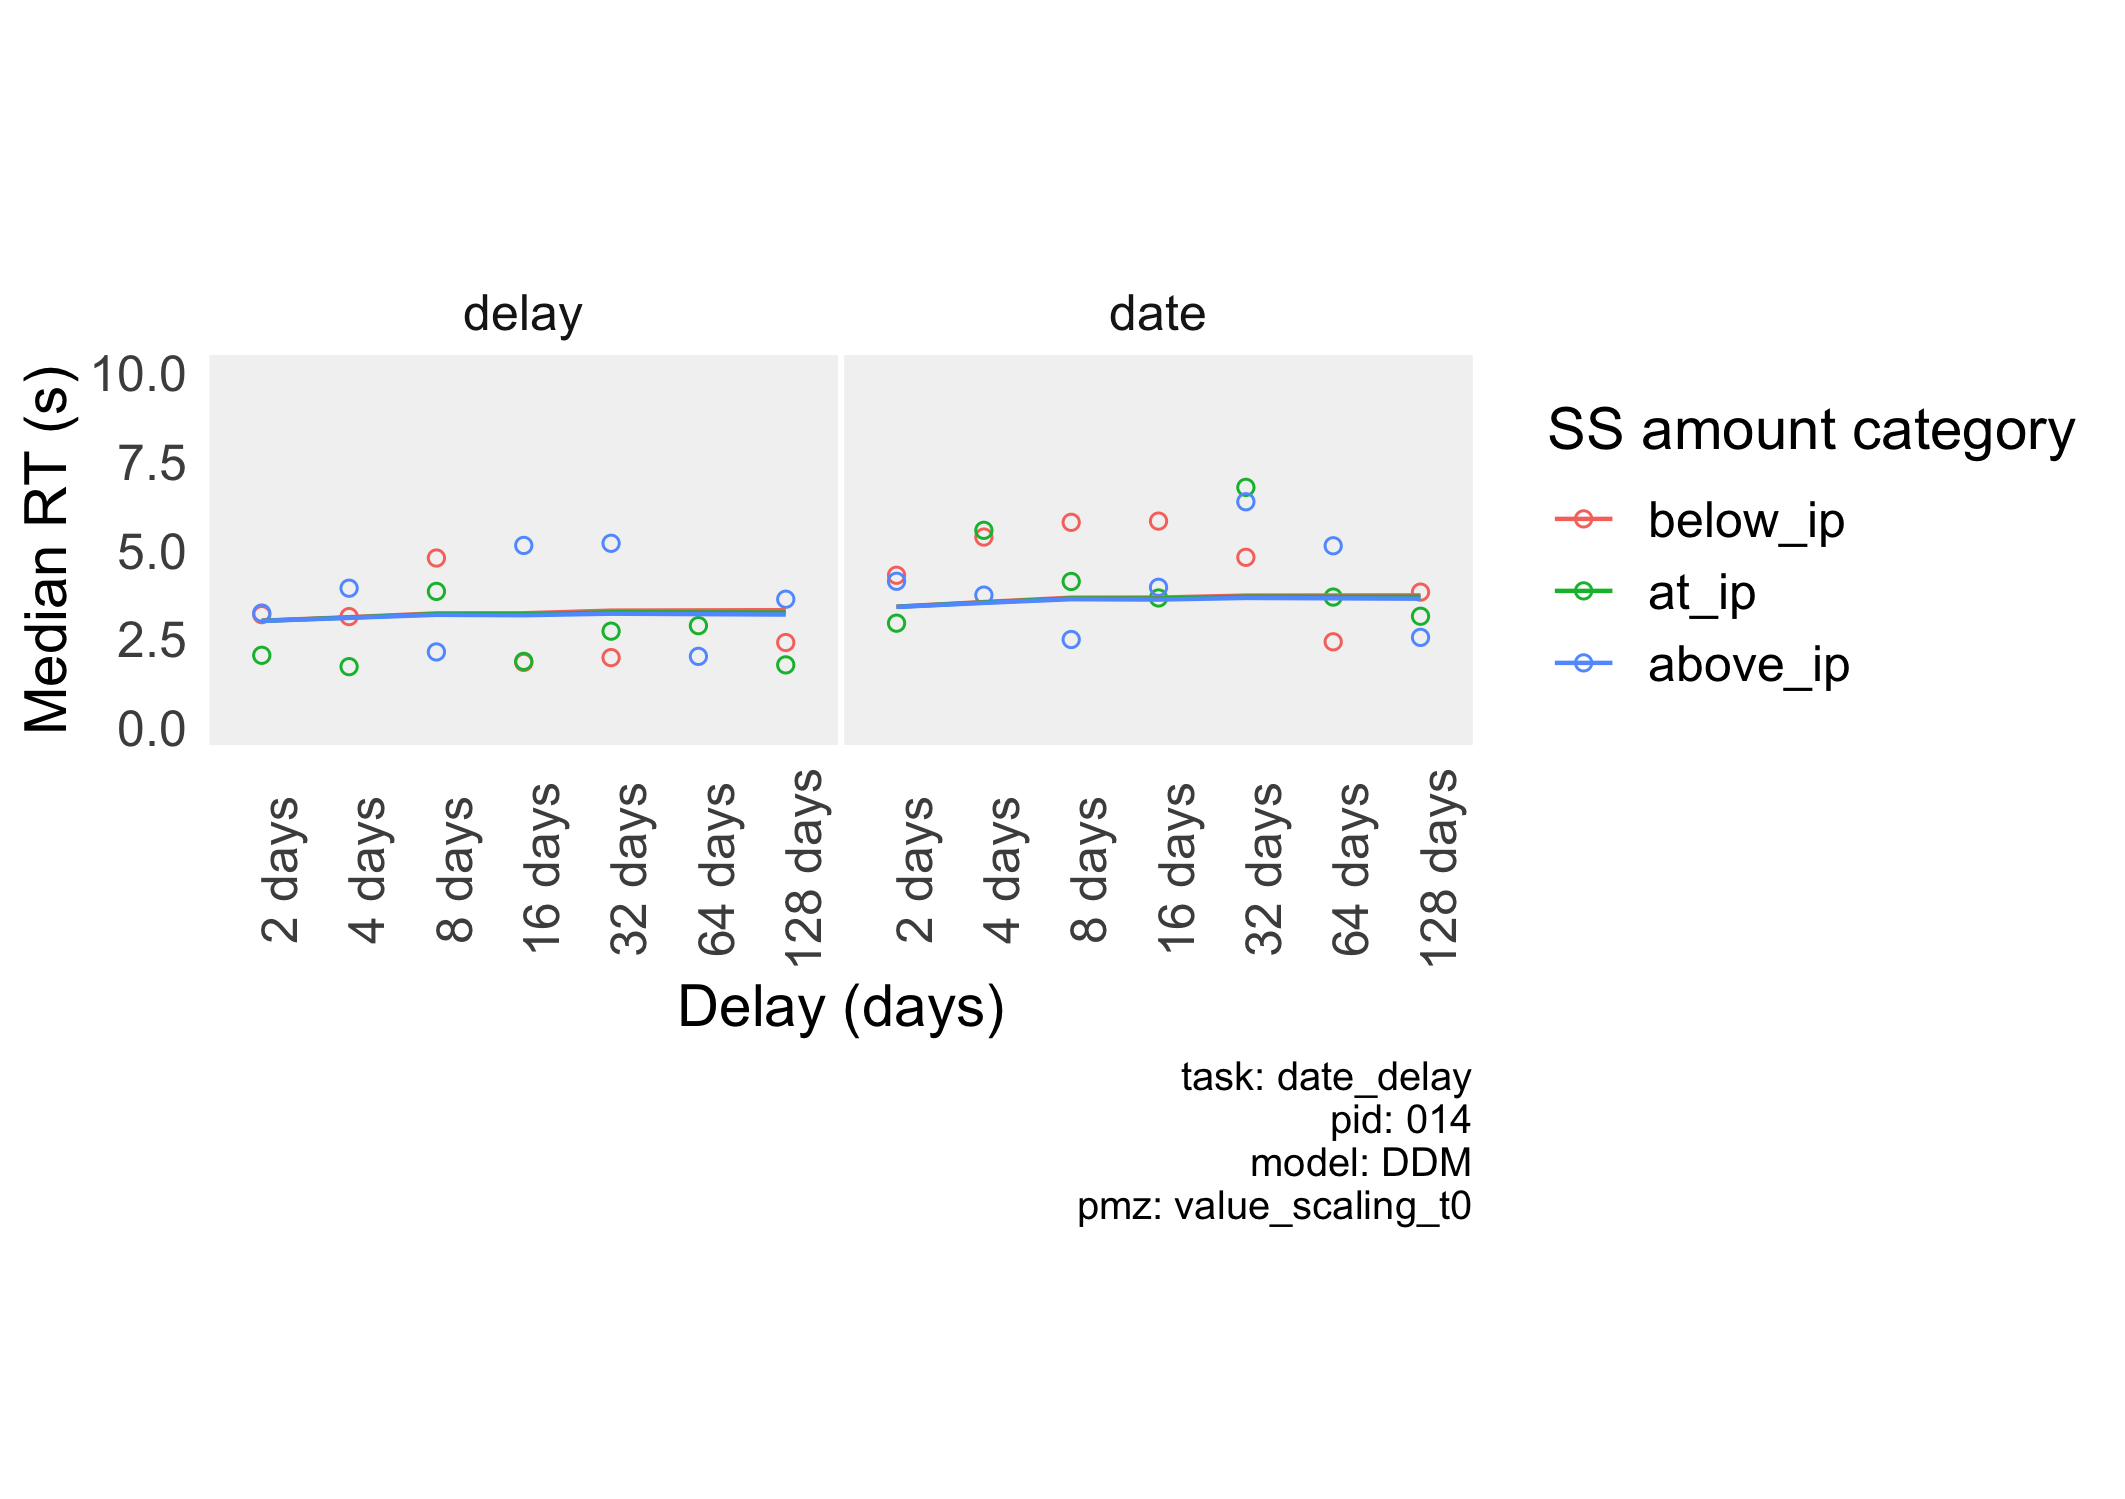 delay
date
Median RT (s)
10.0
7.5
5.0
2.5
0.0
2 days
4 days
8 days
16 days
32 days
64 days
128 days
2 days
4 days
8 days
16 days
32 days
64 days
128 days
Delay (days)
SS amount category
below_ip
at_ip
above_ip
task: date_delay
pid: 014
model: DDM
pmz: value_scaling_t0